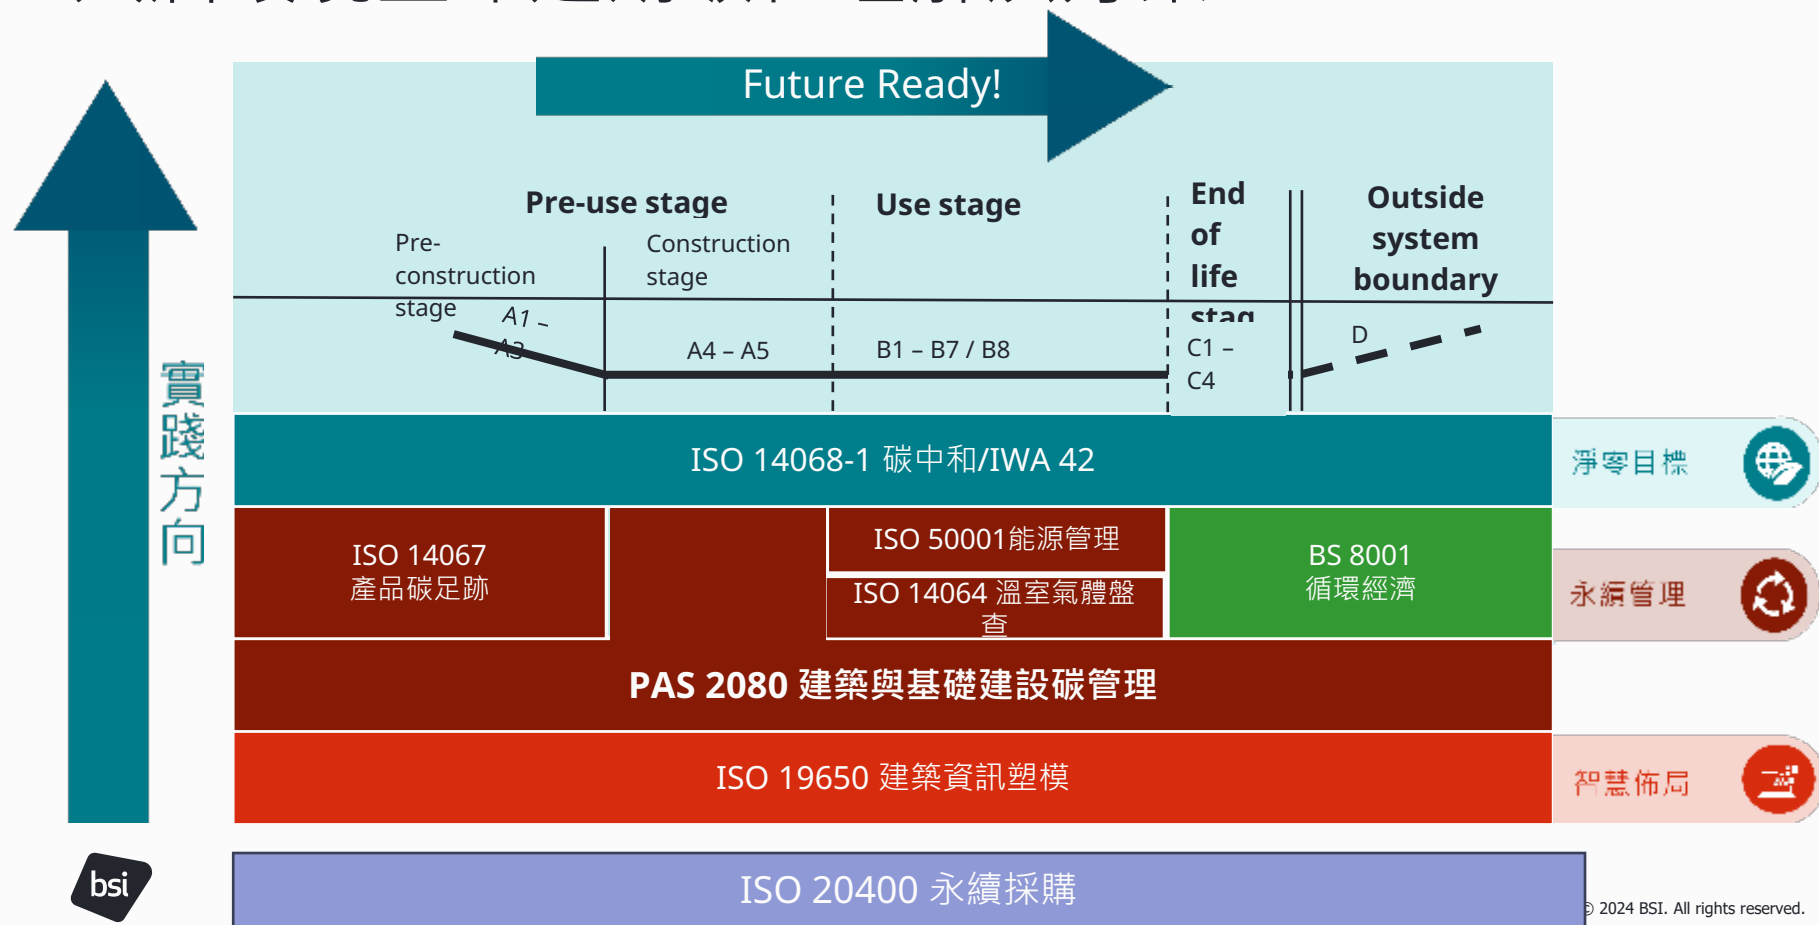 Future Ready!
Pre-use stage
Use stage
End
of
life
stag
Outside
system
boundary
Pre-
construction
stage
Construction
stage
A1 –
A3
A4 – A5
B1 – B7 / B8
C1 –
C4
D
實踐方向
ISO 14068-1 碳中和/IWA 42
淨零目標
ISO 14067
產品碳足跡
ISO 50001能源管理
ISO 14064 溫室氣體盤
查
BS 8001
循環經濟
永續管理
PAS 2080 建築與基礎建設碳管理
ISO 19650 建築資訊塑模
智慧佈局
bsi
ISO 20400 永續採購
© 2024 BSI. All rights reserved.